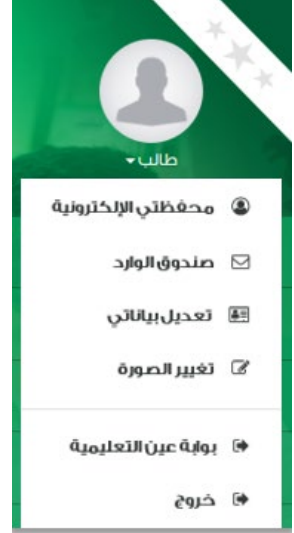 طالب
محفظتي الإلكترونية
صندوق الوارد
تعديل بياناتي
تغيير الصورة
بوابة عين التعليمية
خروج